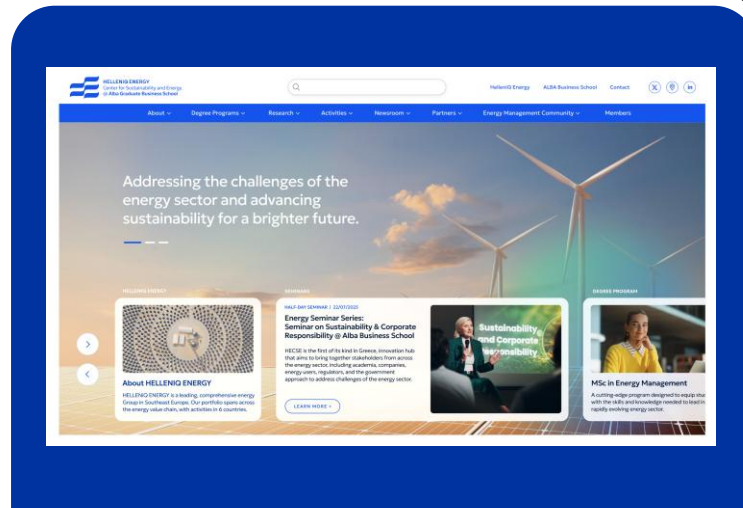 HELLENiQ ENERGY
Center for Sustainability and Energy
@ Alba Graduate Business School
HelleniQ Energy
ALBA Business School
Contact
About
Degree Programs
Research
Activities
Newsroom
Partners
Energy Management Community
Members
Addressing the challenges of the
energy sector and advancing
sustainability for a brighter future.
HELLENIQ ENERGY
About HELLENIQ ENERGY
HELLENIQ ENERGY is a leading, comprehensive energy
Group in Southeast Europe. Our portfolio spans across
the energy value chain, with activities in 6 countries.
SEMINARS
HALF-DAY SEMINAR | 22/07/2025
Energy Seminar Series:
Seminar on Sustainability & Corporate
Responsibility @ Alba Business School
HECSE is the first of its kind in Greece, innovation hub
that aims to bring together stakeholders from across
the energy sector, including academia, companies,
energy users, regulators, and the government
approach to address challenges of the energy sector.
LEARN MORE >
Sustainability
and Corporate
Responsibility
DEGREE PROGRAM
MSc in Energy Management
A cutting-edge program designed to equip stu
with the skills and knowledge needed to lead in
rapidly evolving energy sector.